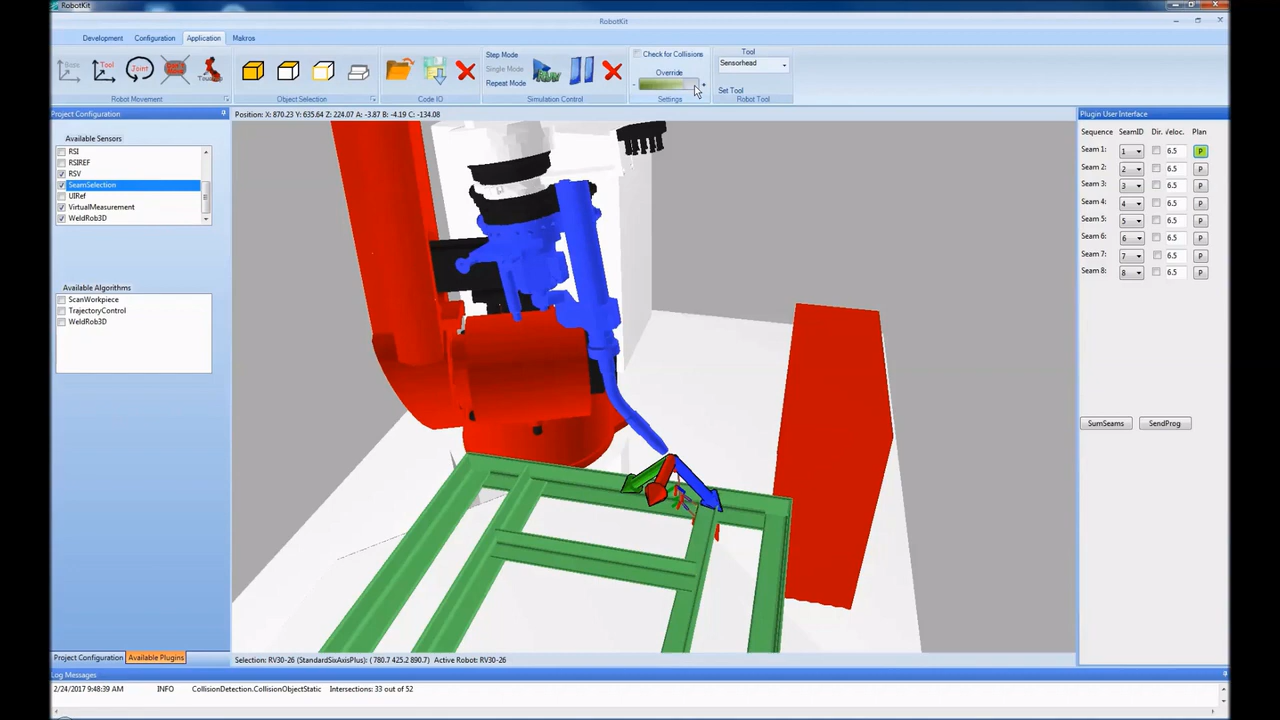 RobotKit
RobotKit
Development
Configuration
Application
Makros
Basis
Tool
Joint
Robot Movement
Object Selection
Code IO
Step Mode
Single Mode
Repeat Mode
RUN
Simulation Control
Check for Collisions
Override
- +
Settings
Tool
Sensorhead
Set Tool
Robot Tool
Project Configuration
Position: X: 870.23 Y: 635.64 Z: 224.07 A: -3.87 B: -4.19 C: -134.08
Plugin User Interface
Available Sensors
RSI
RSIREF
RSV
SeamSelection
UIRef
VirtualMeasurement
WeldRob3D
Available Algorithms
ScanWorkpiece
TrajectoryControl
WeldRob3D
Sequence SeamID Dir. Veloc. Plan
Seam 1: 1 6.5 P
Seam 2: 2 6.5 P
Seam 3: 3 6.5 P
Seam 4: 4 6.5 P
Seam 5: 5 6.5 P
Seam 6: 6 6.5 P
Seam 7: 7 6.5 P
Seam 8: 8 6.5 P
SumSeams SendProg
Project Configuration Available Plugins
Selection: RV30-26 (StandardSixAxisPlus): ( 780.7 425.2 890.7) Active Robot: RV30-26
Log Messages
2/24/2017 9:48:39 AM INFO CollisionDetection.CollisionObjectStatic Intersections: 33 out of 52